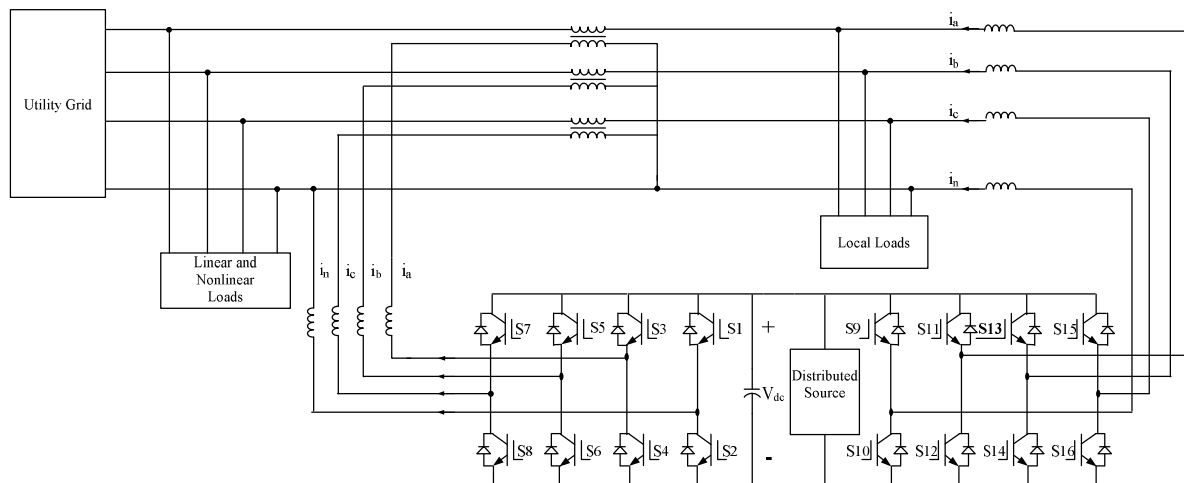 i_a
i_b
Utility Grid
i_c
i_n
Local Loads
Linear and
Nonlinear
Loads
i_n i_c i_b i_a
S7 S5 S3 S1
+
S9 S11 S13 S15
V_dc
Distributed
Source
S8 S6 S4 S2
-
S10 S12 S14 S16